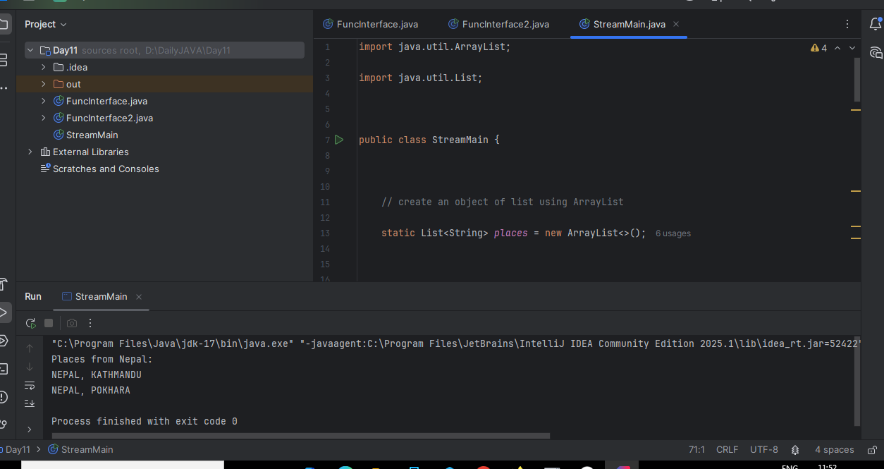 Project
FuncInterface.java
FuncInterface2.java
StreamMain.java
Day11 sources root, D:\DailyJAVA\Day11
.idea
out
FuncInterface.java
FuncInterface2.java
StreamMain
External Libraries
Scratches and Consoles
4
1 import java.util.ArrayList;
2
3 import java.util.List;
4
5
6
7 public class StreamMain {
8
9
10
11 // create an object of list using ArrayList
12
13 static List<String> places = new ArrayList<>(); 6 usages
14
15
16
Run StreamMain
"C:\Program Files\Java\jdk-17\bin\java.exe" "-javaagent:C:\Program Files\JetBrains\IntelliJ IDEA Community Edition 2025.1\lib\idea_rt.jar=52422
Places from Nepal:
NEPAL, KATHMANDU
NEPAL, POKHARA
Process finished with exit code 0
Day11 > StreamMain
71:1 CRLF UTF-8 4 spaces
ENG 11:52